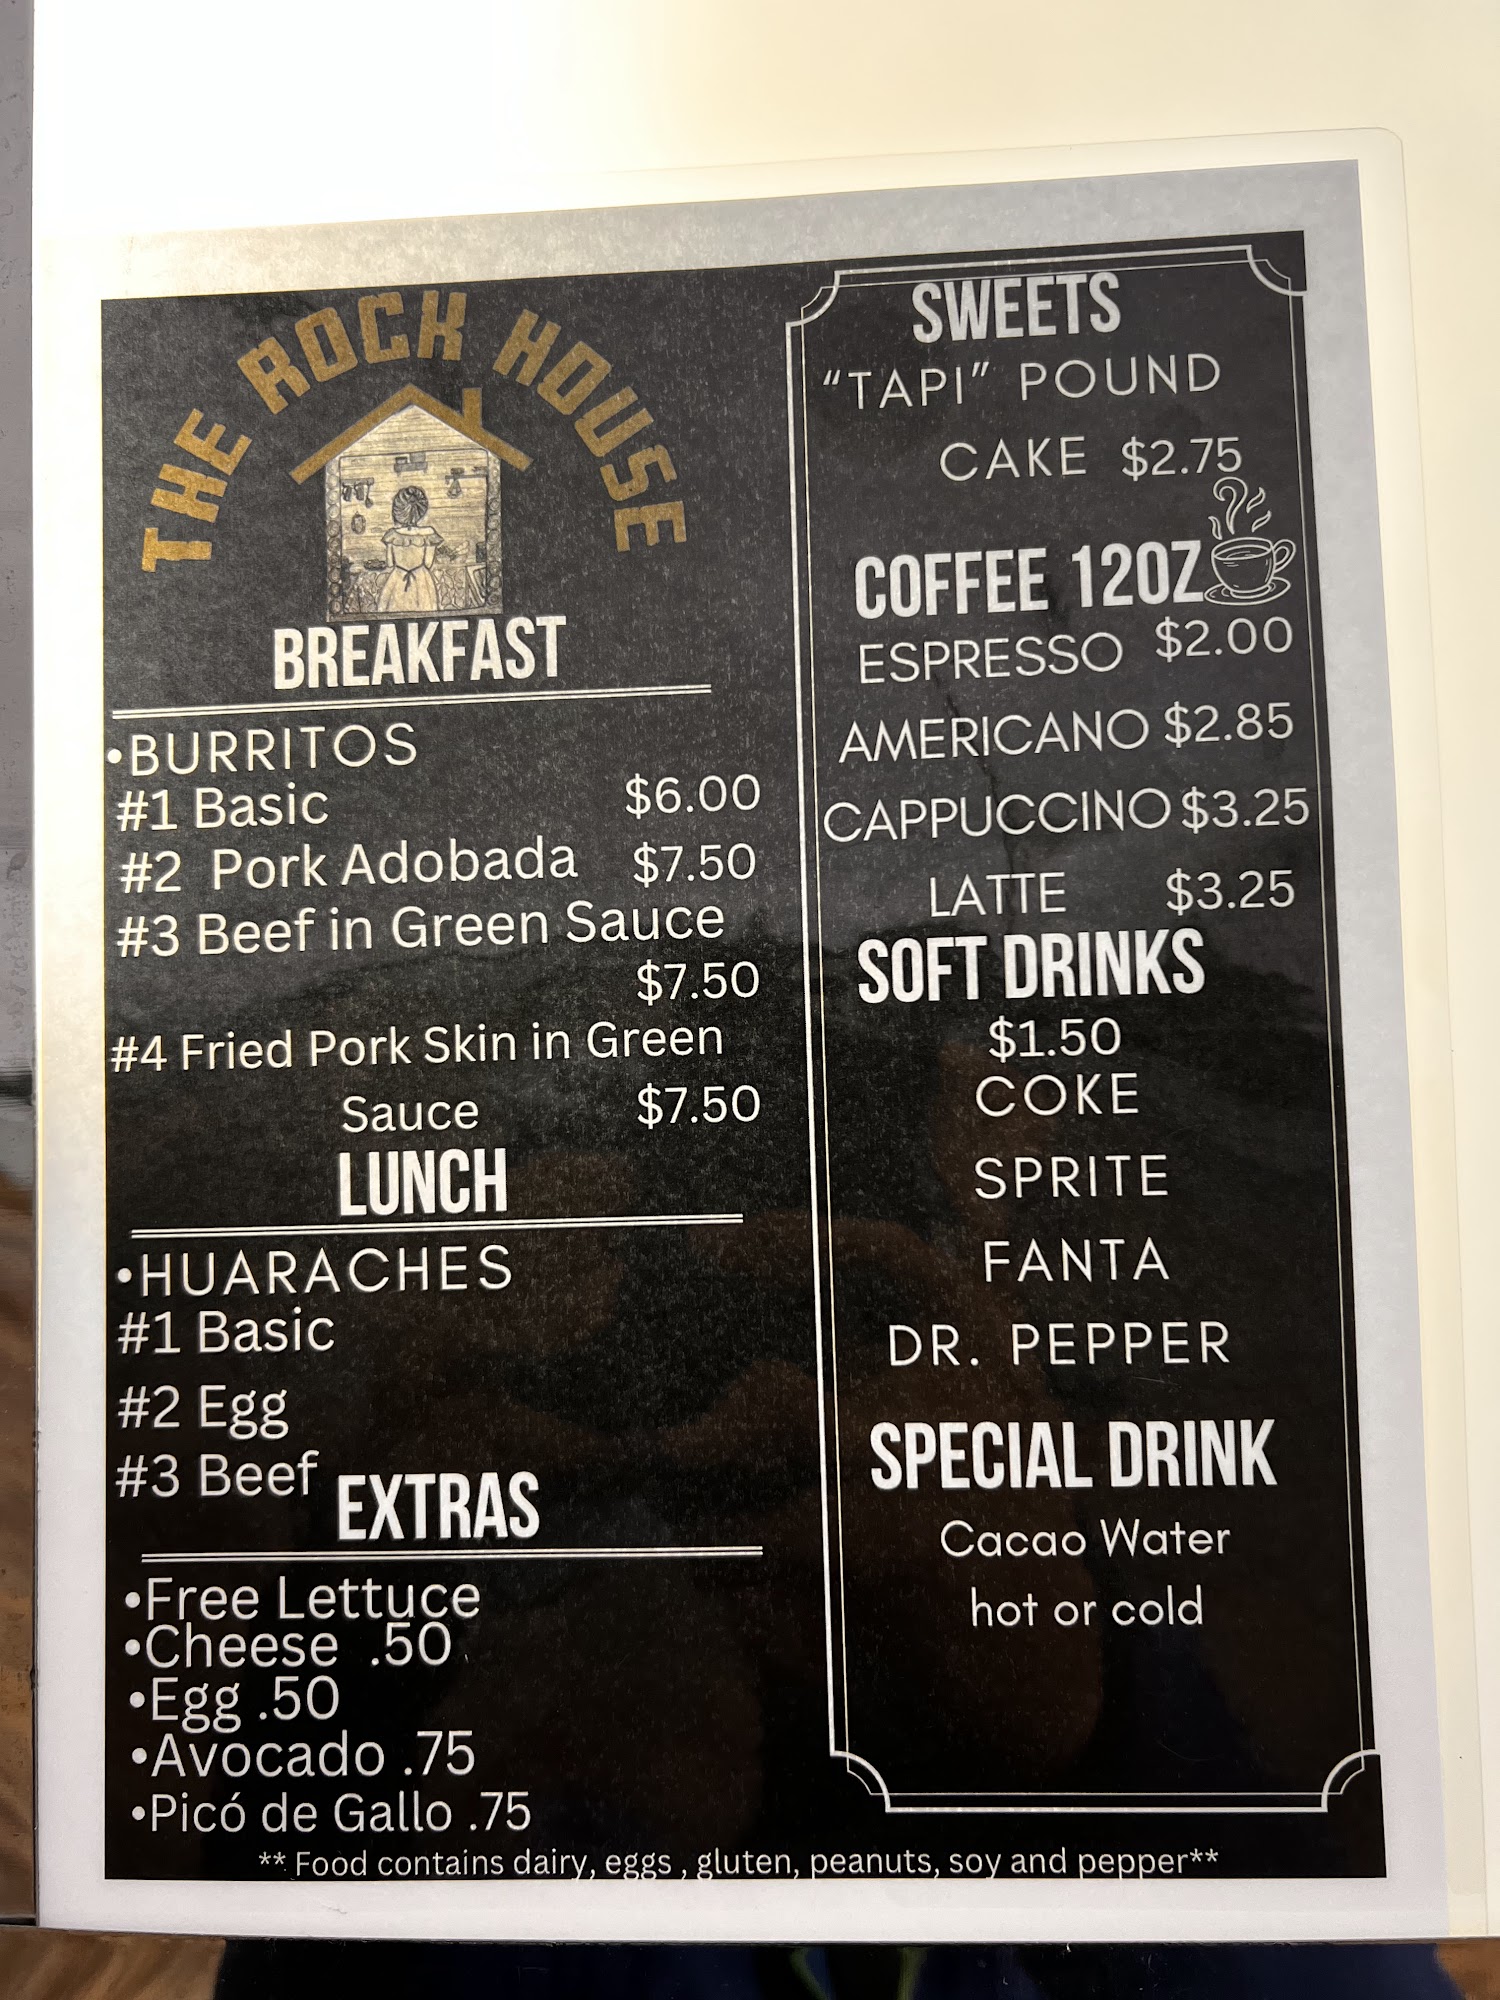 THE ROCK HOUSE
BREAKFAST
•BURRITOS
#1 Basic $6.00
#2 Pork Adobada $7.50
#3 Beef in Green Sauce
$7.50
#4 Fried Pork Skin in Green
Sauce $7.50
LUNCH
•HUARACHES
#1 Basic
#2 Egg
#3 Beef
EXTRAS
•Free Lettuce
•Cheese .50
•Egg .50
•Avocado .75
•Picó de Gallo .75
SWEETS
“TAPI” POUND
CAKE $2.75
COFFEE 12OZ
ESPRESSO $2.00
AMERICANO $2.85
CAPPUCCINO $3.25
LATTE $3.25
SOFT DRINKS
$1.50
COKE
SPRITE
FANTA
DR. PEPPER
SPECIAL DRINK
Cacao Water
hot or cold
** Food contains dairy, eggs , gluten, peanuts, soy and pepper**